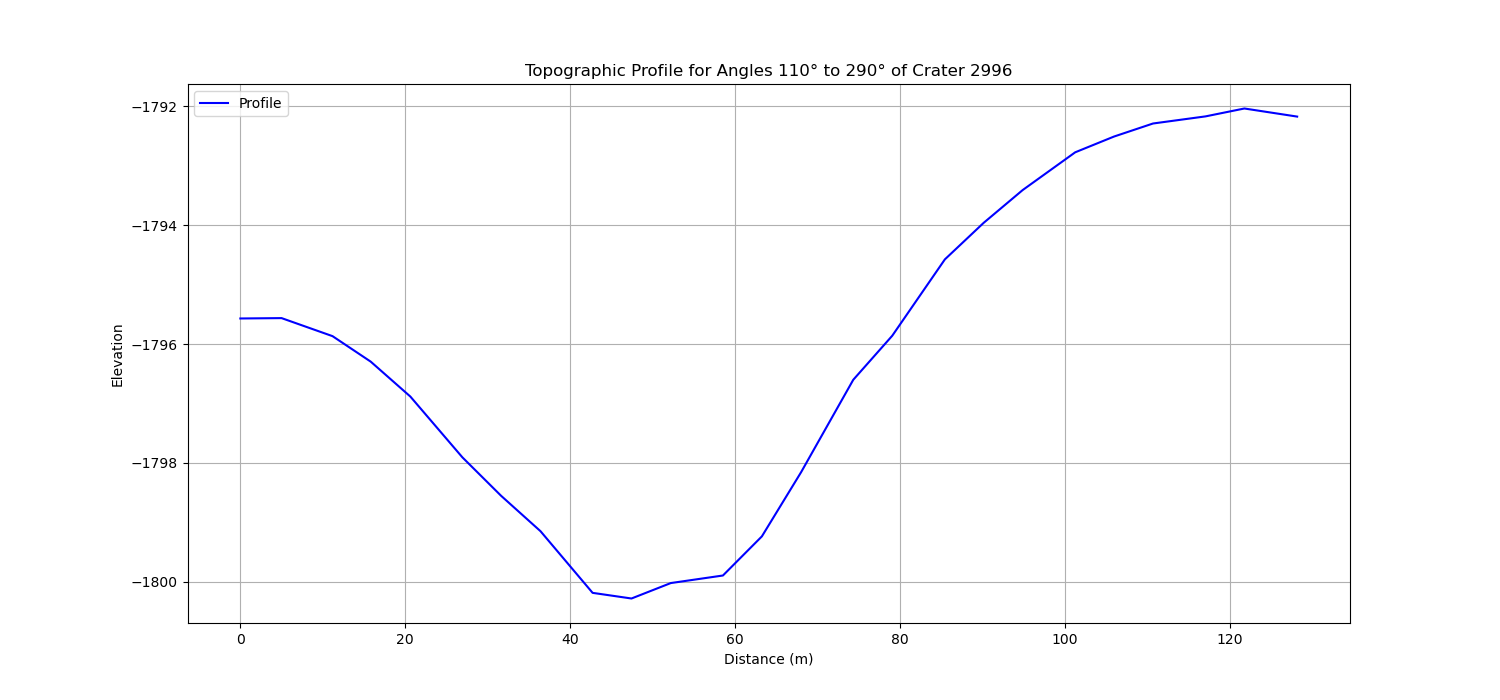 Topographic Profile for Angles 110° to 290° of Crater 2996
Profile
−1792
−1794
−1796
−1798
−1800
Elevation
0 20 40 60 80 100 120
Distance (m)